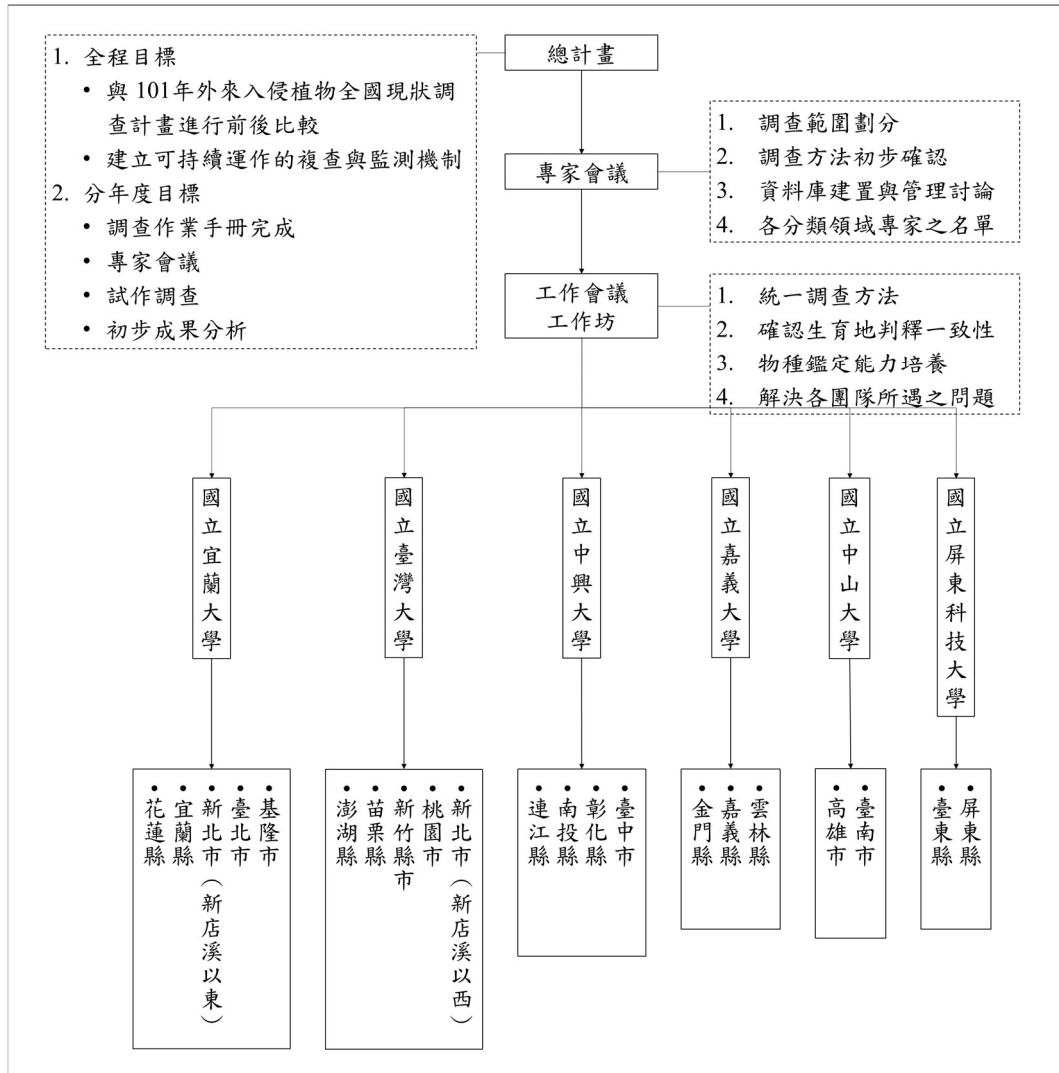 總計畫
1. 全程目標
• 與 101年外來入侵植物全國現狀調
查計畫進行前後比較
• 建立可持續運作的複查與監測機制
2. 分年度目標
• 調查作業手冊完成
• 專家會議
• 試作調查
• 初步成果分析
專家會議
1. 調查範圍劃分
2. 調查方法初步確認
3. 資料庫建置與管理討論
4. 各分類領域專家之名單
工作會議
工作坊
1. 統一調查方法
2. 確認生育地判釋一致性
3. 物種鑑定能力培養
4. 解決各團隊所遇之問題
國立宜蘭大學
國立臺灣大學
國立中興大學
國立嘉義大學
國立中山大學
國立屏東科技大學
• 基隆市
• 臺北市
• 新北市(新店溪以東)
• 宜蘭縣
• 花蓮縣
• 新北市(新店溪以西)
• 桃園市
• 新竹縣市
• 苗栗縣
• 澎湖縣
• 臺中市
• 彰化縣
• 南投縣
• 連江縣
• 雲林縣
• 嘉義縣
• 金門縣
• 臺南市
• 高雄市
• 屏東縣
• 臺東縣